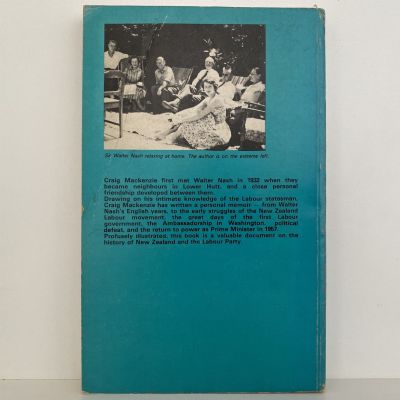 Sir Walter Nash relaxing at home. The author is on the extreme left.
Craig Mackenzie first met Walter Nash in 1932 when they
became neighbours in Lower Hutt, and a close personal
friendship developed between them.
Drawing on his intimate knowledge of the Labour statesman,
Craig Mackenzie has written a personal memoir — from Walter
Nash's English years, to the early struggles of the New Zealand
Labour movement, the great days of the first Labour
government, the Ambassadorship in Washington, political
defeat, and the return to power as Prime Minister in 1957.
Profusely illustrated, this book is a valuable document on the
history of New Zealand and the Labour Party.